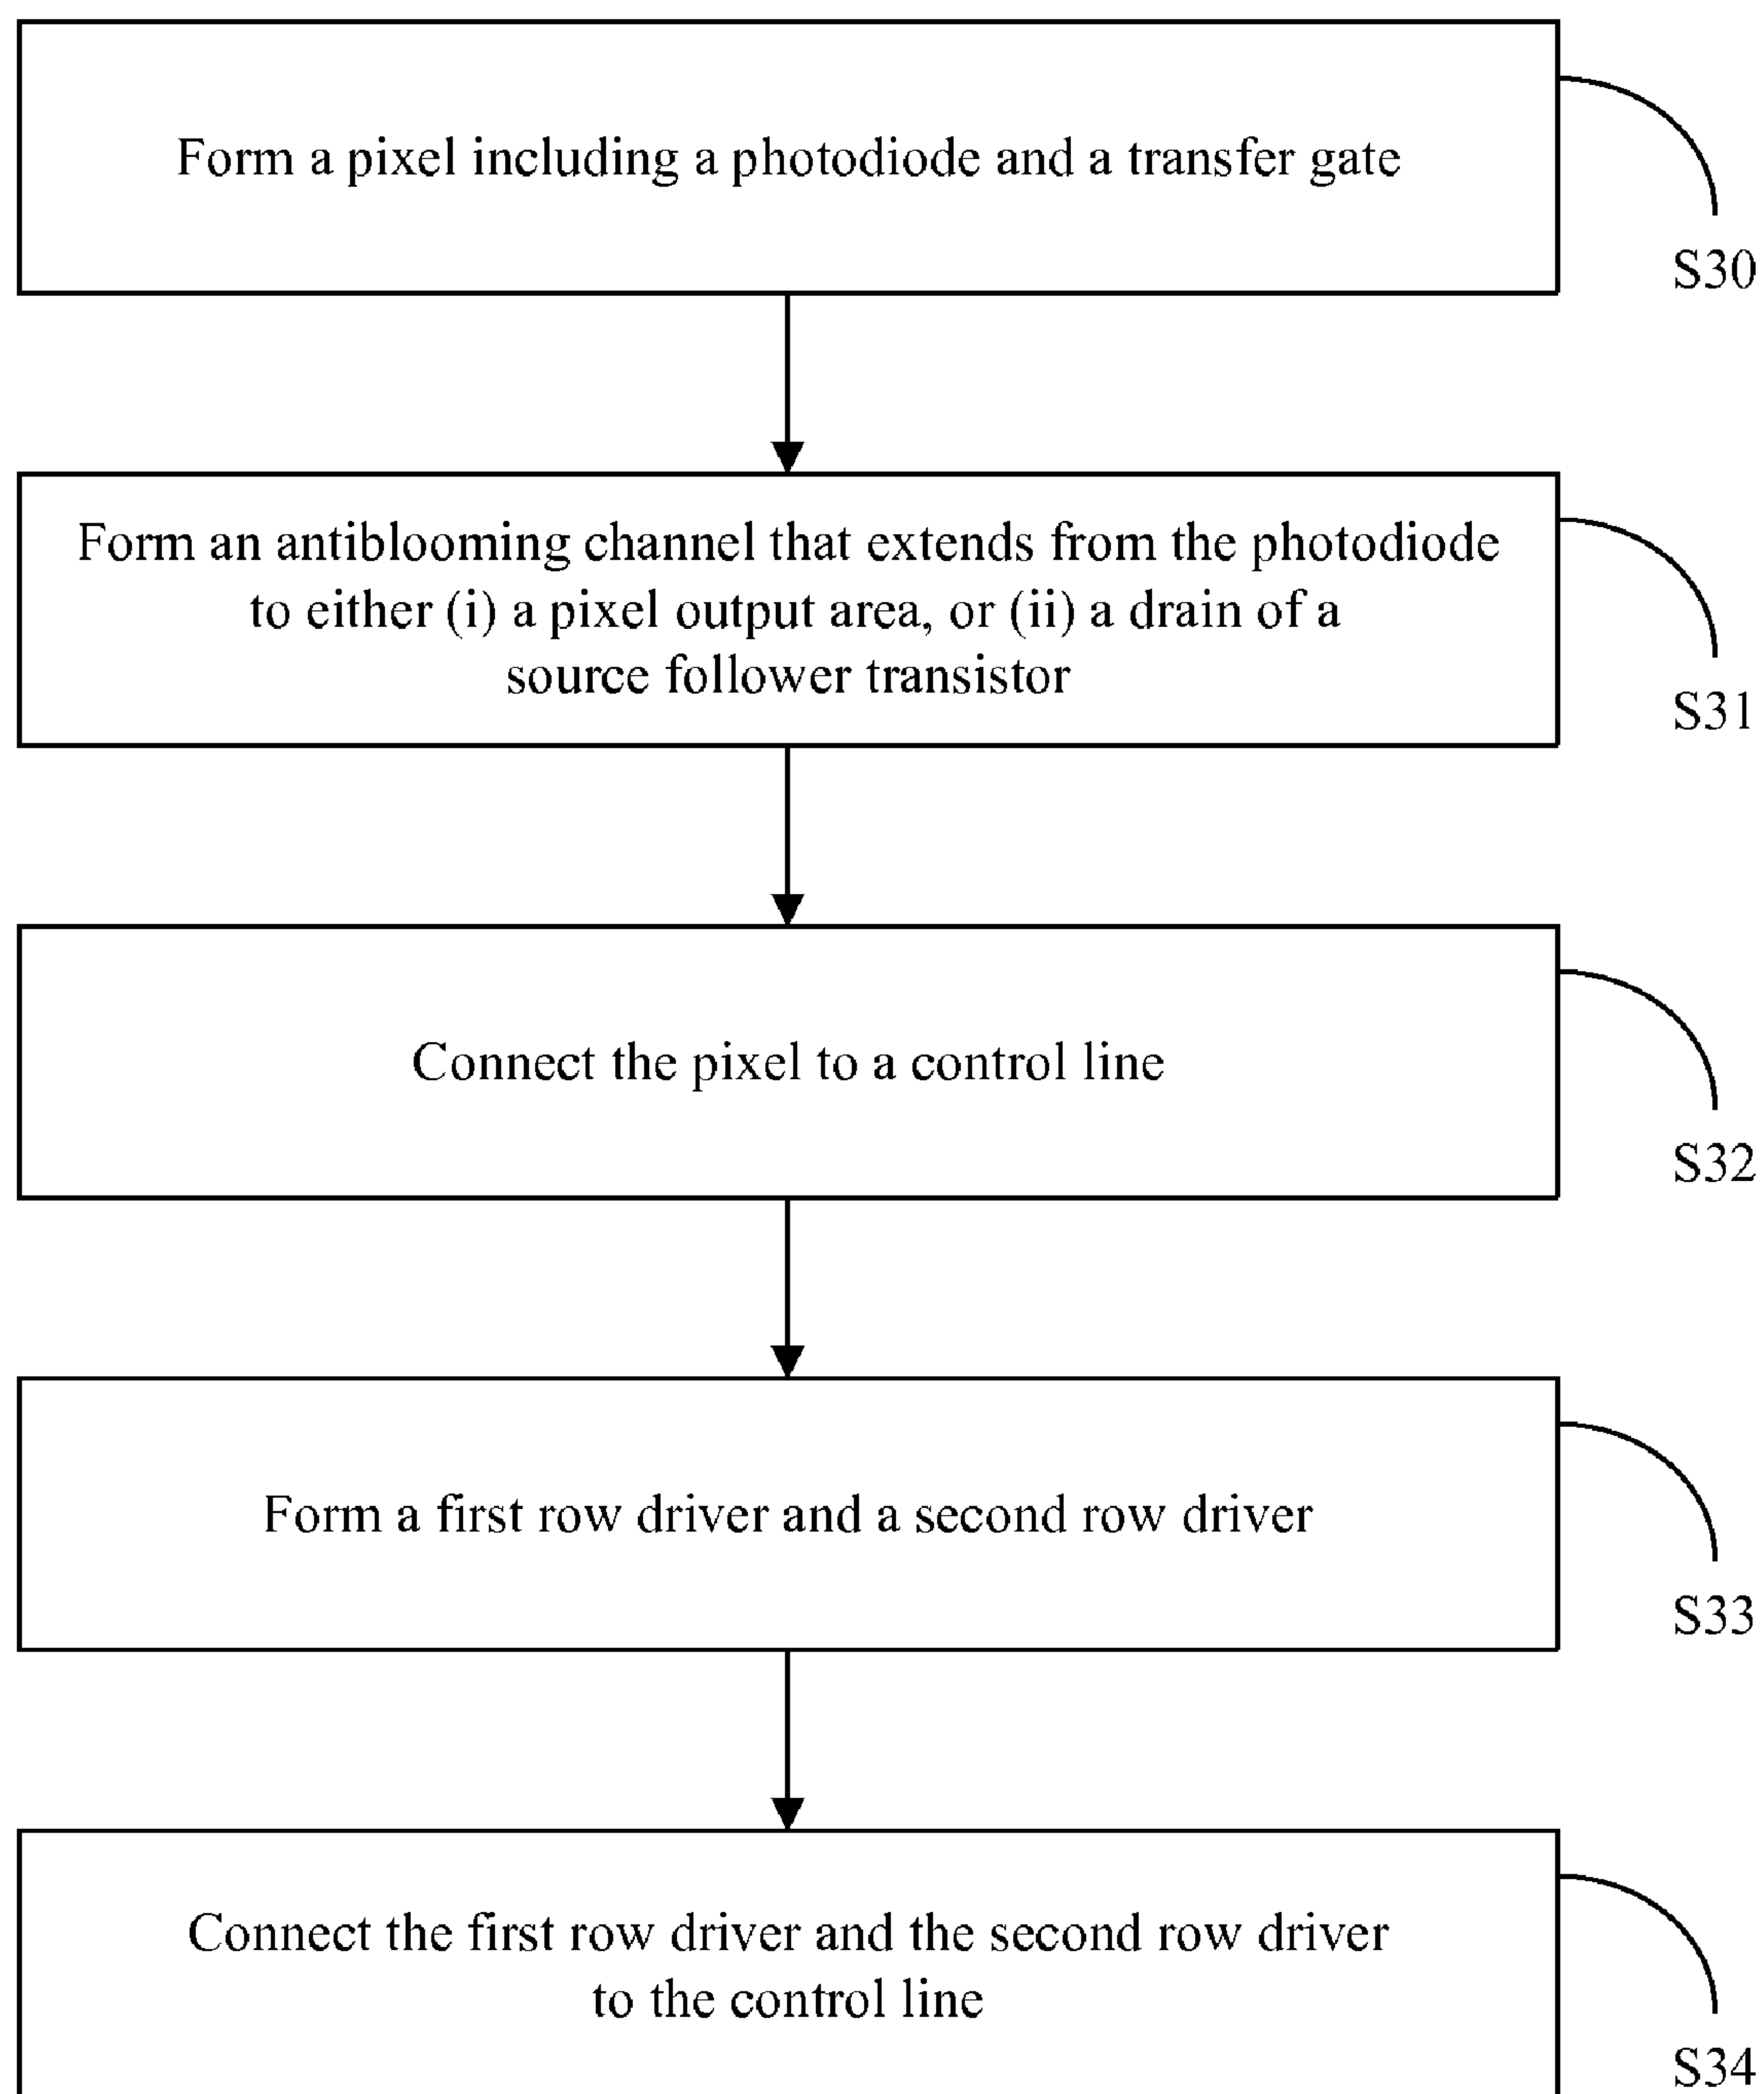 Form a pixel including a photodiode and a transfer gate
S30
Form an antiblooming channel that extends from the photodiode
to either (i) a pixel output area, or (ii) a drain of a
source follower transistor
S31
Connect the pixel to a control line
S32
Form a first row driver and a second row driver
S33
Connect the first row driver and the second row driver
to the control line
S34